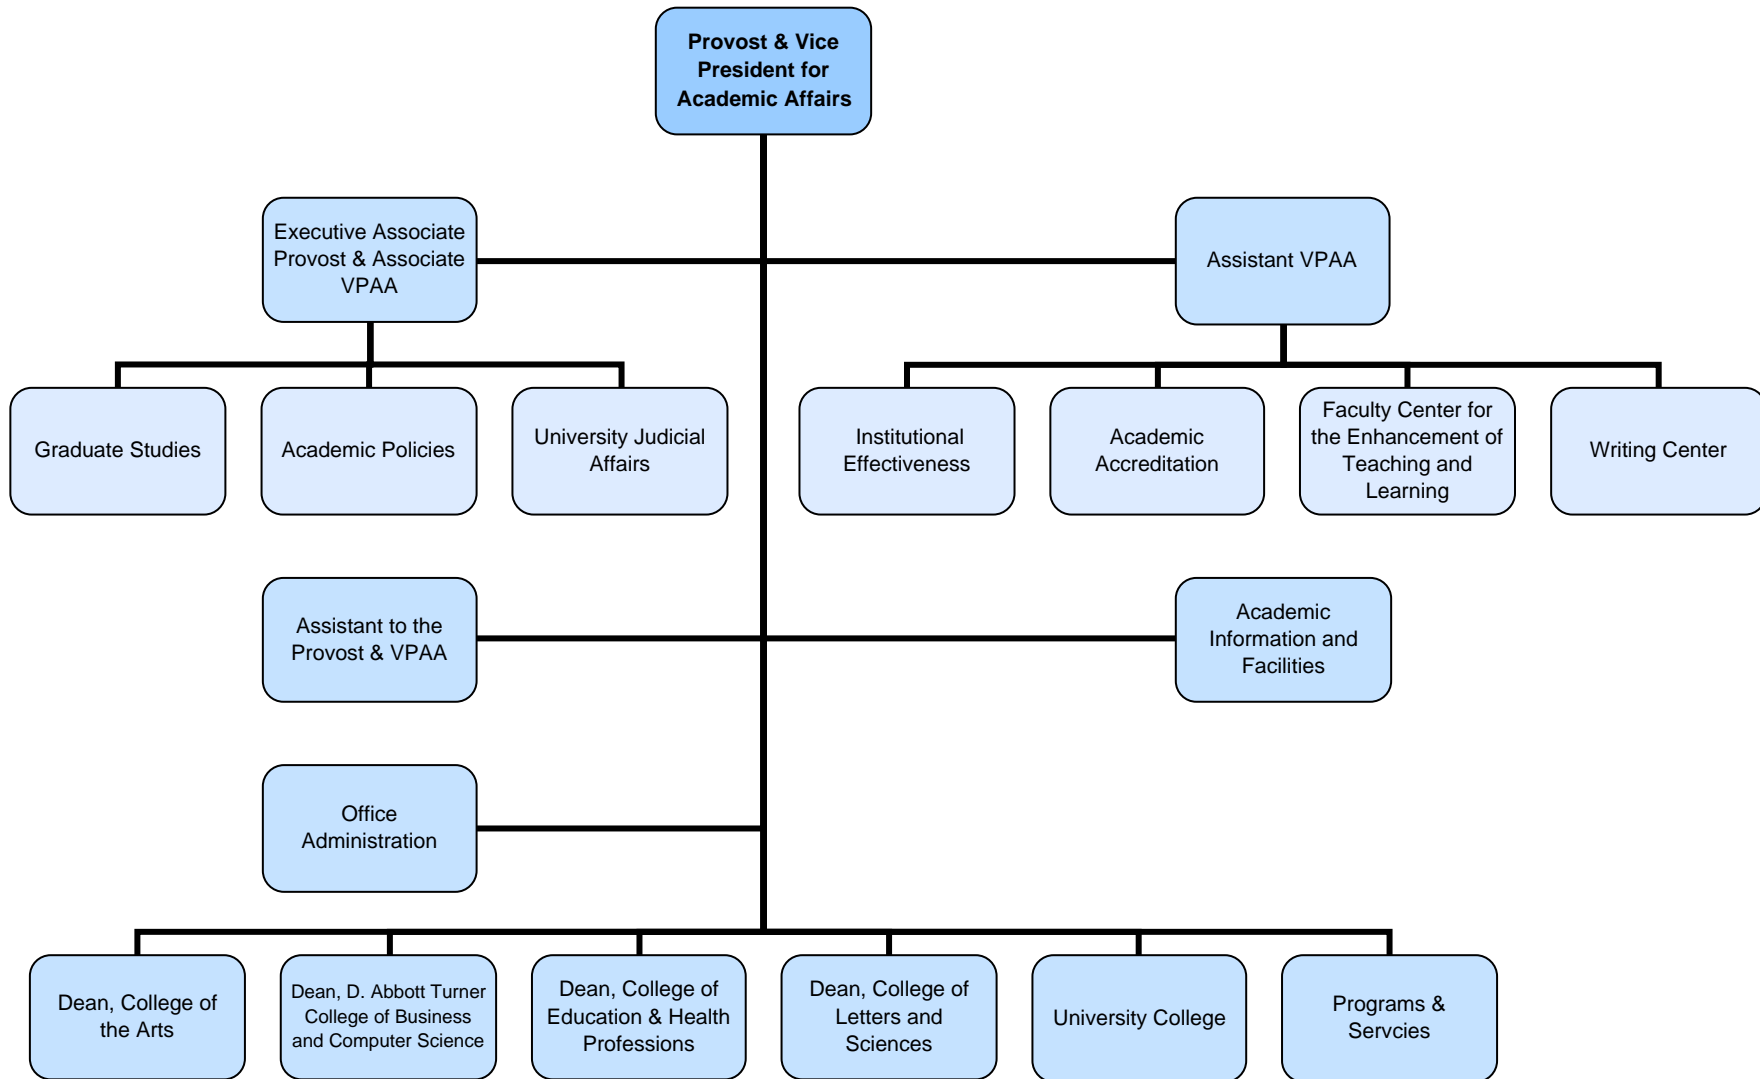 Provost & Vice
President for
Academic Affairs
Executive Associate
Provost & Associate
VPAA
Assistant VPAA
Graduate Studies
Academic Policies
University Judicial
Affairs
Institutional
Effectiveness
Academic
Accreditation
Faculty Center for
the Enhancement of
Teaching and
Learning
Writing Center
Assistant to the
Provost & VPAA
Academic
Information and
Facilities
Office
Administration
Dean, College of
the Arts
Dean, D. Abbott Turner
College of Business
and Computer Science
Dean, College of
Education & Health
Professions
Dean, College of
Letters and
Sciences
University College
Programs &
Servcies